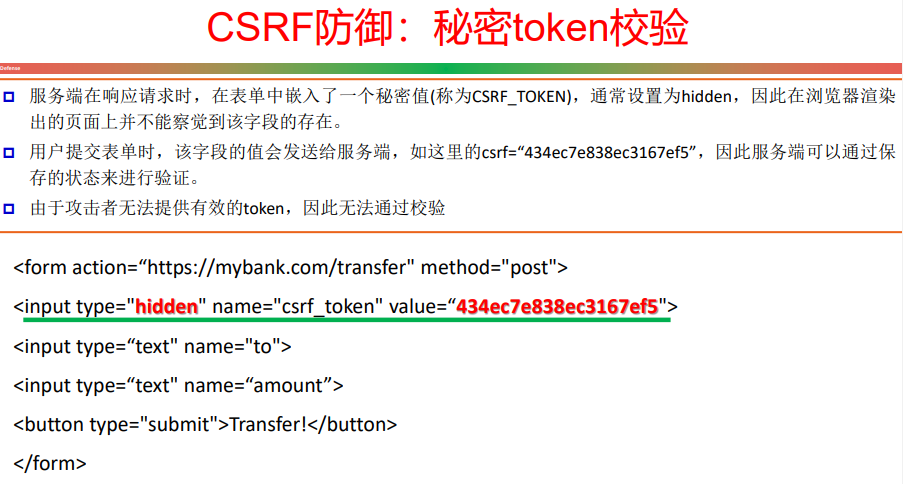 CSRF防御：秘密token校验
Defense
服务端在响应请求时，在表单中嵌入了一个秘密值(称为CSRF_TOKEN)，通常设置为hidden，因此在浏览器渲染
出的页面上并不能察觉到该字段的存在。
用户提交表单时，该字段的值会发送给服务端，如这里的csrf=“434ec7e838ec3167ef5”，因此服务端可以通过保
存的状态来进行验证。
由于攻击者无法提供有效的token，因此无法通过校验
<form action=“https://mybank.com/transfer" method="post">
<input type="hidden" name="csrf_token" value=“434ec7e838ec3167ef5">
<input type=“text" name="to">
<input type=“text" name=“amount”>
<button type="submit">Transfer!</button>
</form>